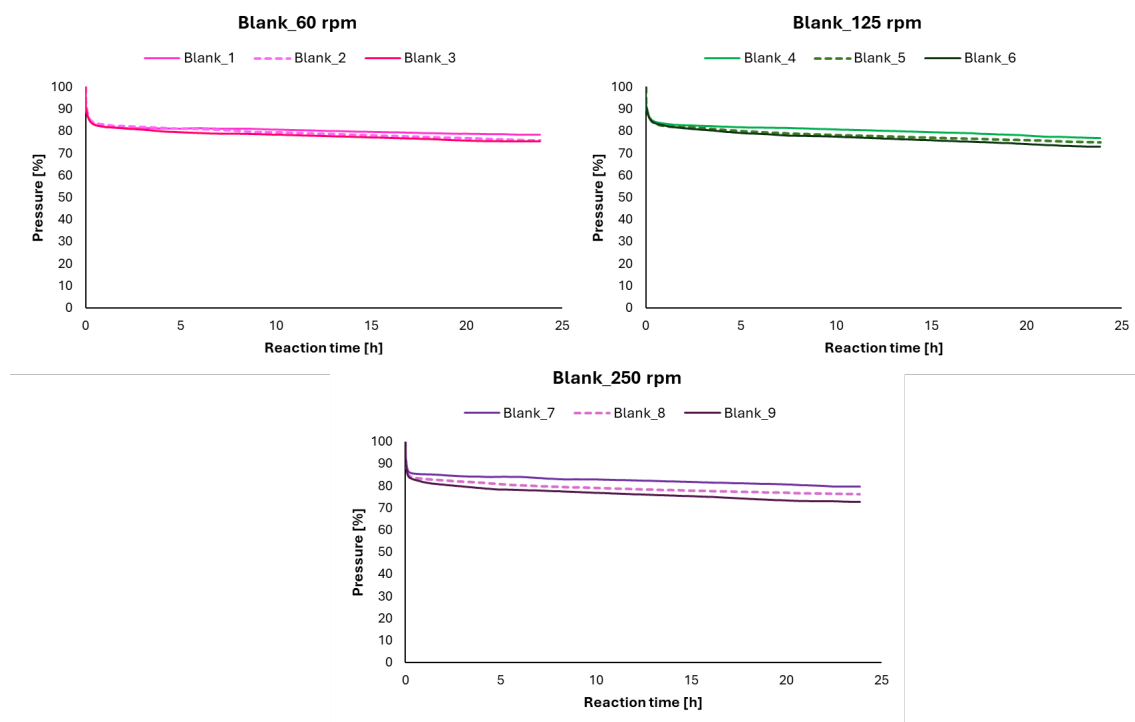 Blank_60 rpm
Blank_1 Blank_2 Blank_3
100
90
80
70
60
50
40
30
20
10
0
Pressure [%]
0 5 10 15 20 25
Reaction time [h]
Blank_125 rpm
Blank_4 Blank_5 Blank_6
100
90
80
70
60
50
40
30
20
10
0
Pressure [%]
0 5 10 15 20 25
Reaction time [h]
Blank_250 rpm
Blank_7 Blank_8 Blank_9
100
90
80
70
60
50
40
30
20
10
0
Pressure [%]
0 5 10 15 20 25
Reaction time [h]